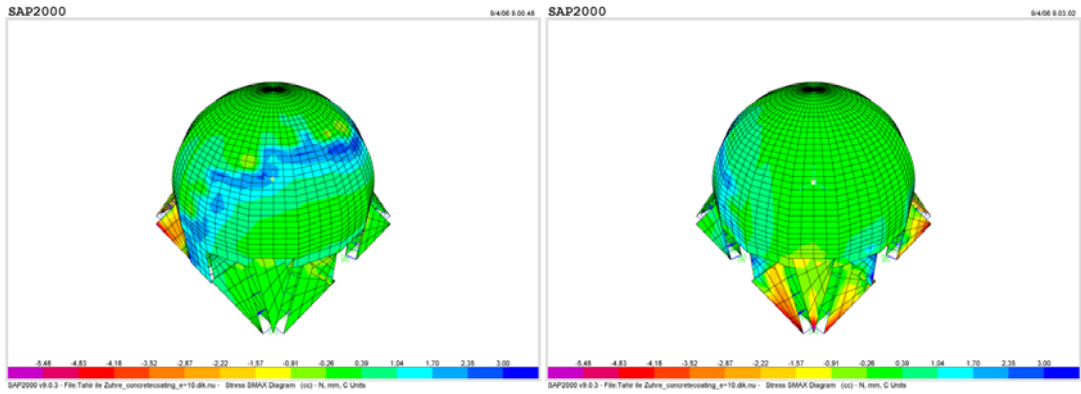 SAP2000
9/4/06 9:00:48
-5.48 -4.83 -4.18 -3.52 -2.87 -2.22 -1.57 -0.91 -0.26 0.39 1.04 1.70 2.35 3.00
SAP2000 v9.0.3 - File:Tahir ile Zuhre_concretecoating_e=10.dik.nu - Stress SMAX Diagram (cc) - N, mm, C Units
SAP2000
9/4/06 9:03:02
-5.48 -4.83 -4.18 -3.52 -2.87 -2.22 -1.57 -0.91 -0.26 0.39 1.04 1.70 2.35 3.00
SAP2000 v9.0.3 - File:Tahir ile Zuhre_concretecoating_e=10.dik.nu - Stress SMAX Diagram (cc) - N, mm, C Units